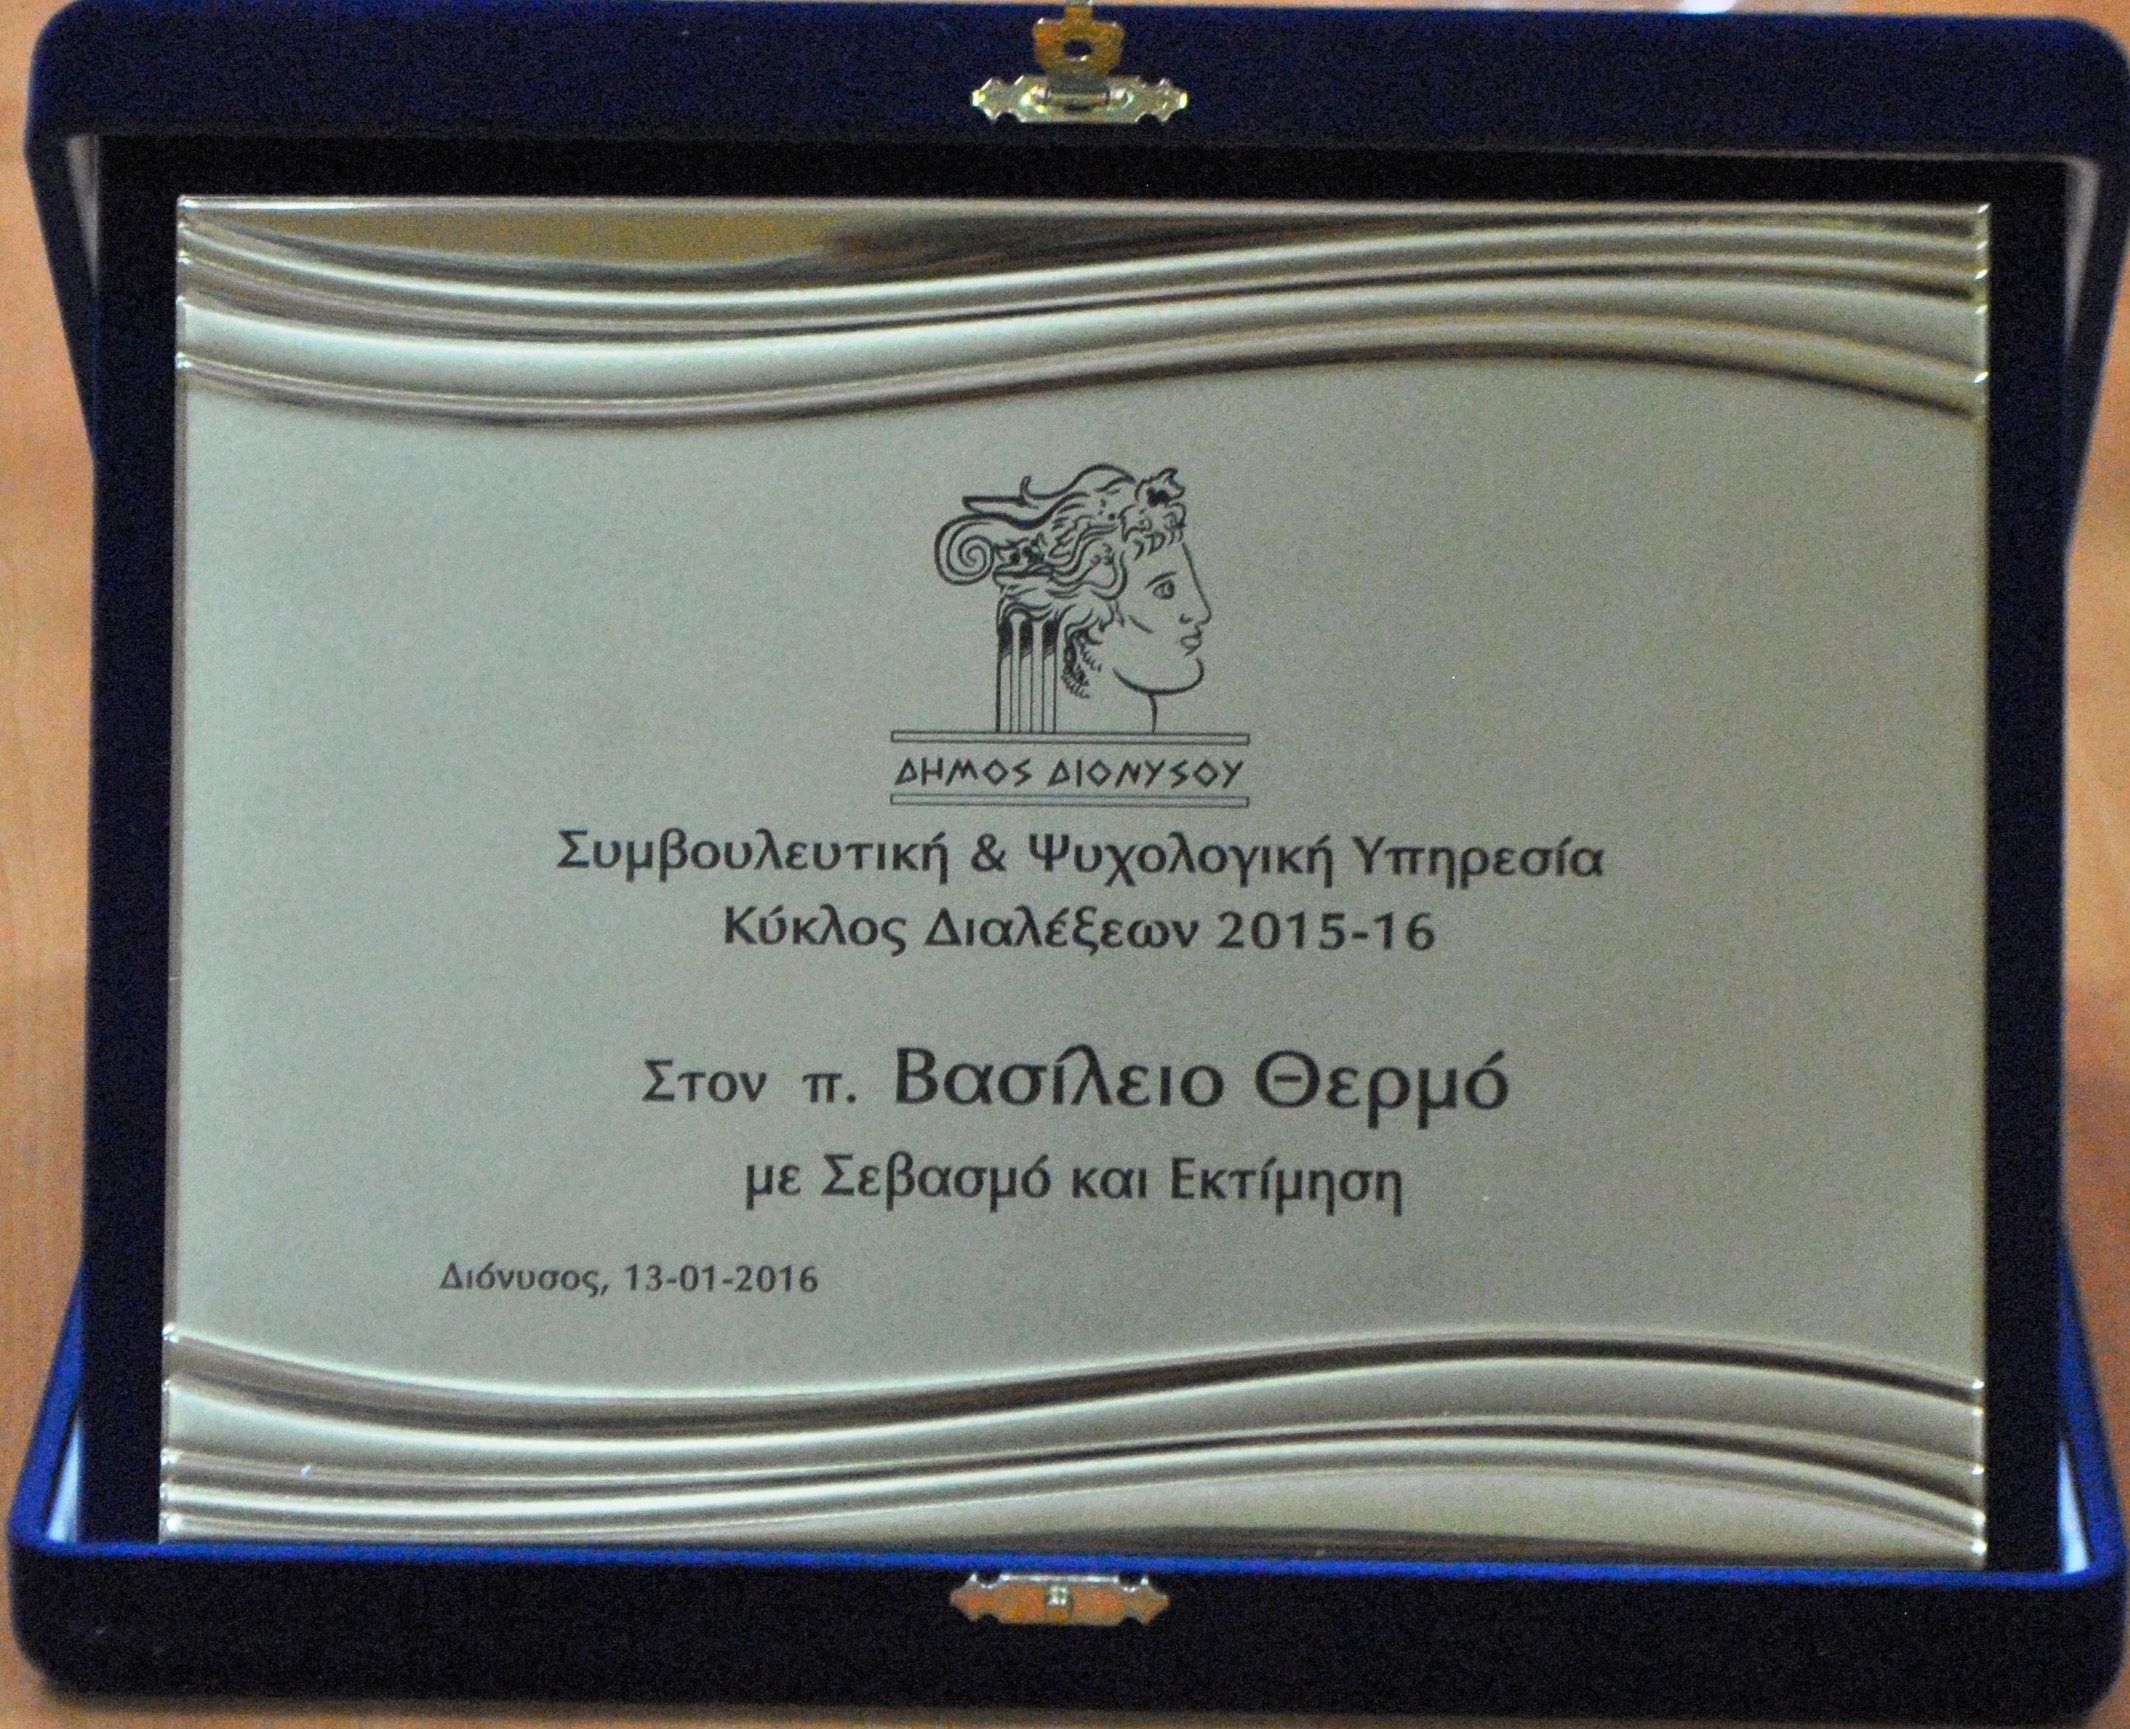 ΔΗΜΟΣ ΔΙΟΝΥΣΟΥ
Συμβουλευτική & Ψυχολογική Υπηρεσία
Κύκλος Διαλέξεων 2015-16
Στον π. Βασίλειο Θερμό
με Σεβασμό και Εκτίμηση
Διόνυσος, 13-01-2016